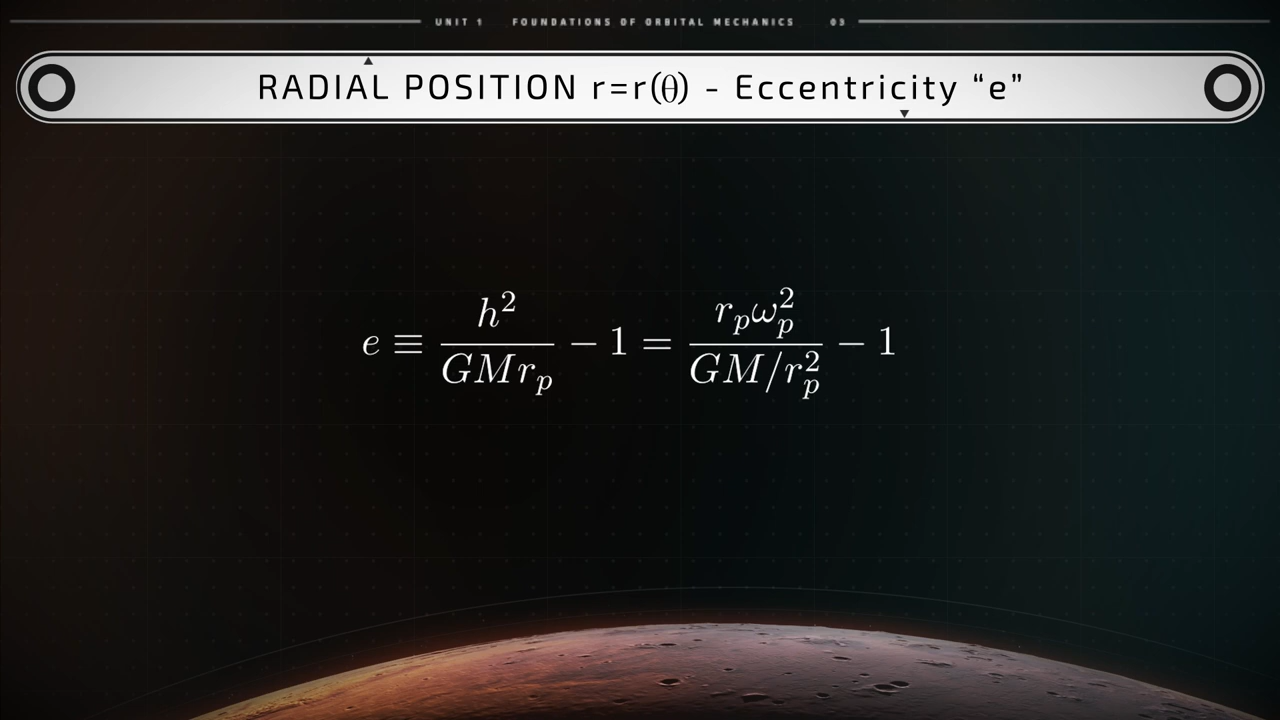 UNIT 1 FOUNDATIONS OF ORBITAL MECHANICS 03
RADIAL POSITION r=r(θ) - Eccentricity “e”
e ≡ h²/(GMr_p) − 1 = (r_p ω_p²)/(GM/r_p²) − 1